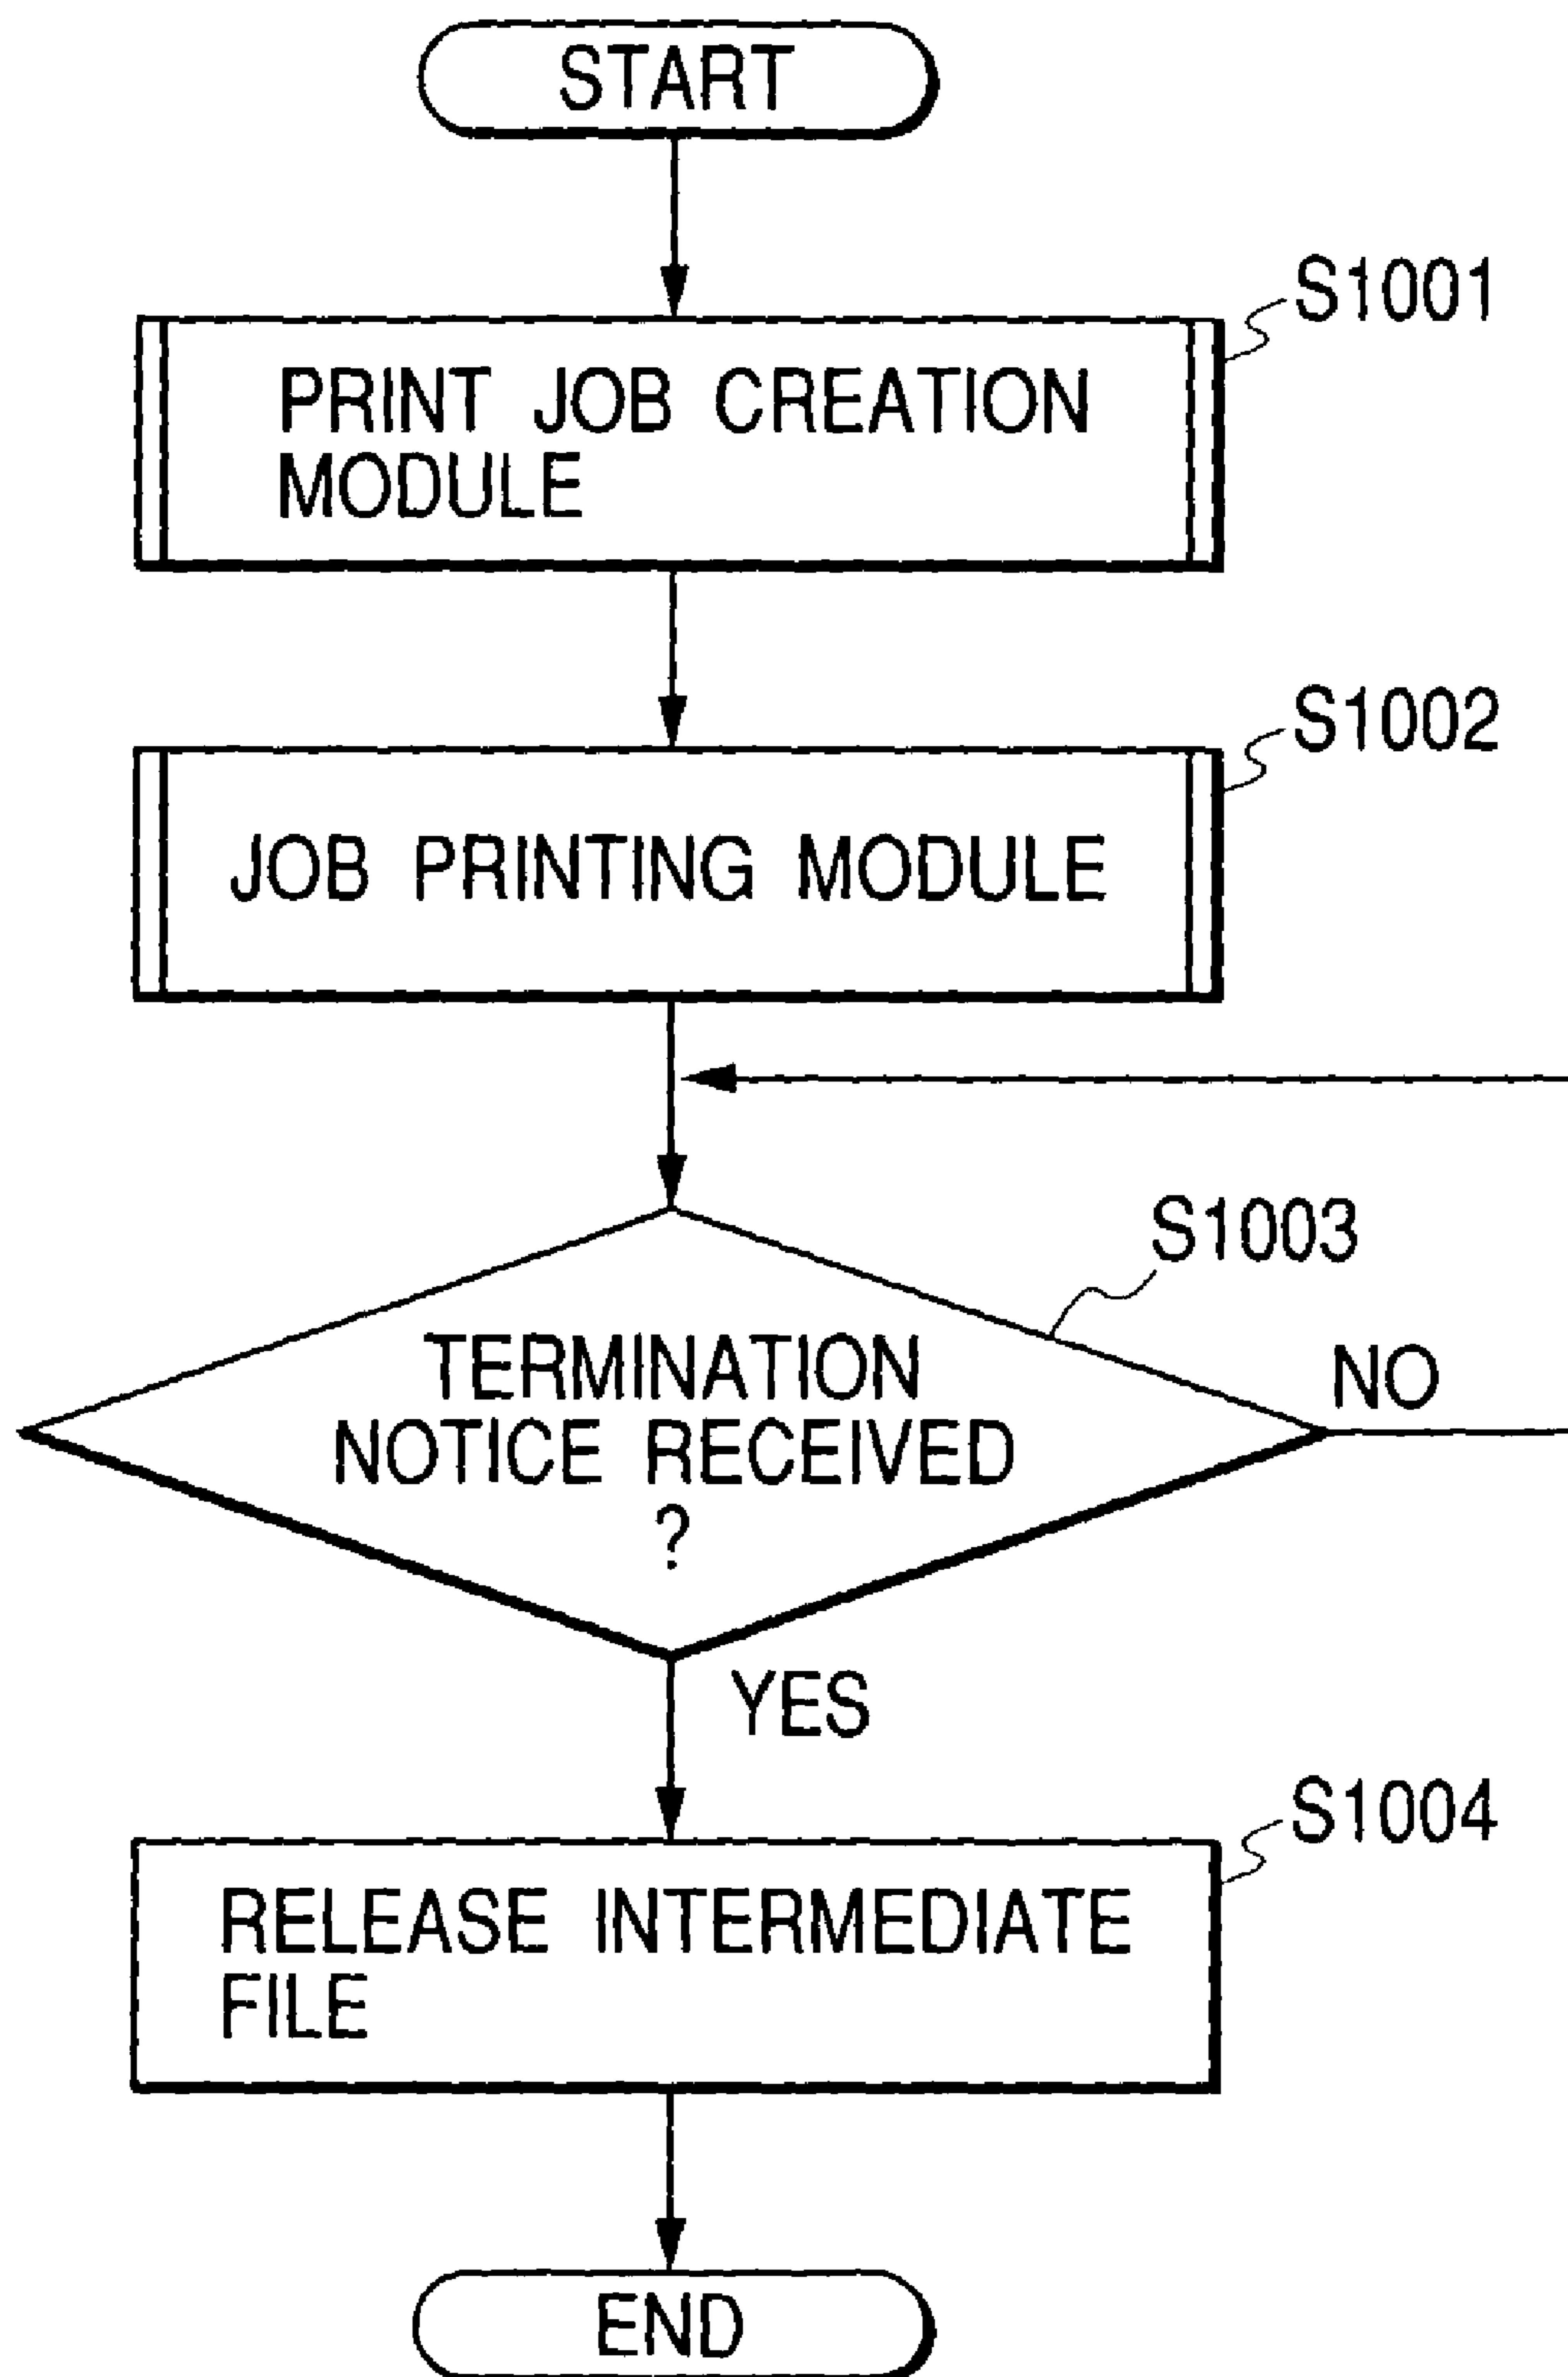 START
S1001
PRINT JOB CREATION
MODULE
S1002
JOB PRINTING MODULE
S1003
TERMINATION
NOTICE RECEIVED
?
NO
YES
S1004
RELEASE INTERMEDIATE
FILE
END